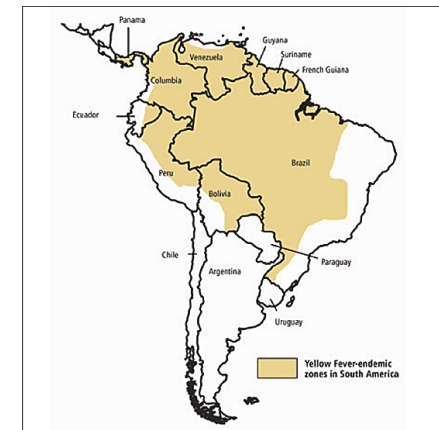 Panama
Venezuela
Guyana
Suriname
French Guiana
Columbia
Ecuador
Brazil
Peru
Bolivia
Chile
Paraguay
Argentina
Uruguay
Yellow Fever-endemic
zones in South America